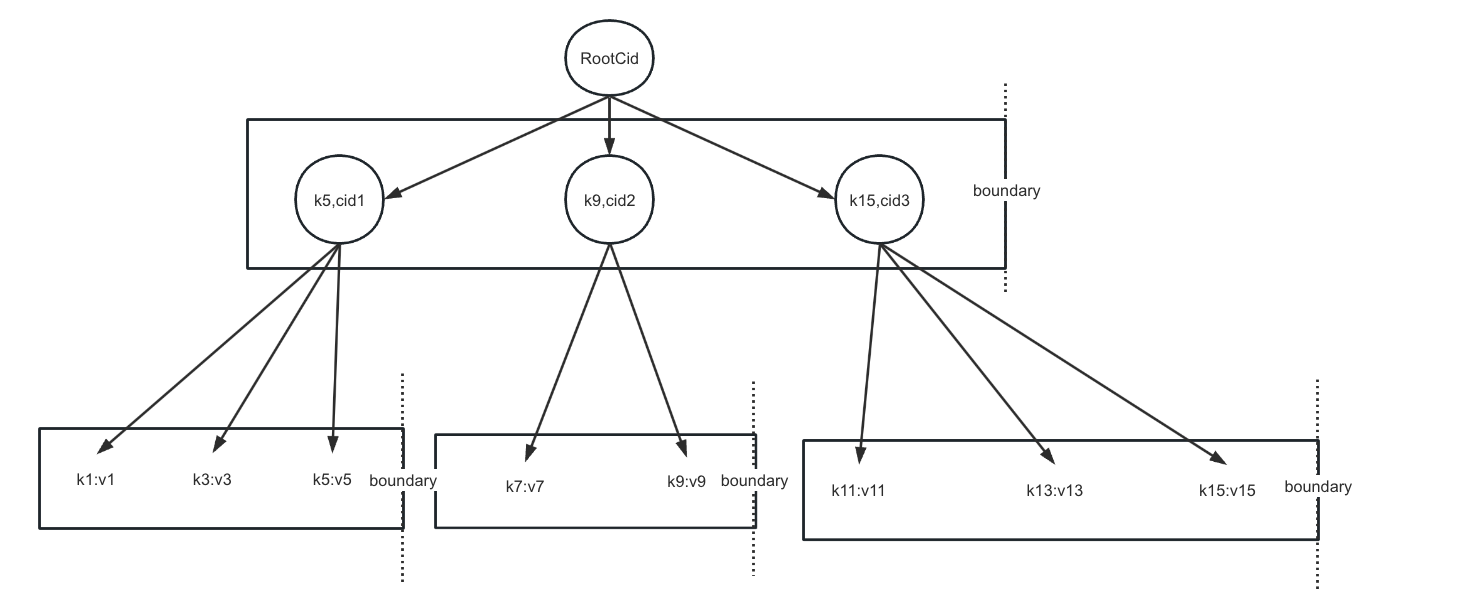 RootCid
k5,cid1
k9,cid2
k15,cid3
boundary
k1:v1
k3:v3
k5:v5
boundary
k7:v7
k9:v9
boundary
k11:v11
k13:v13
k15:v15
boundary